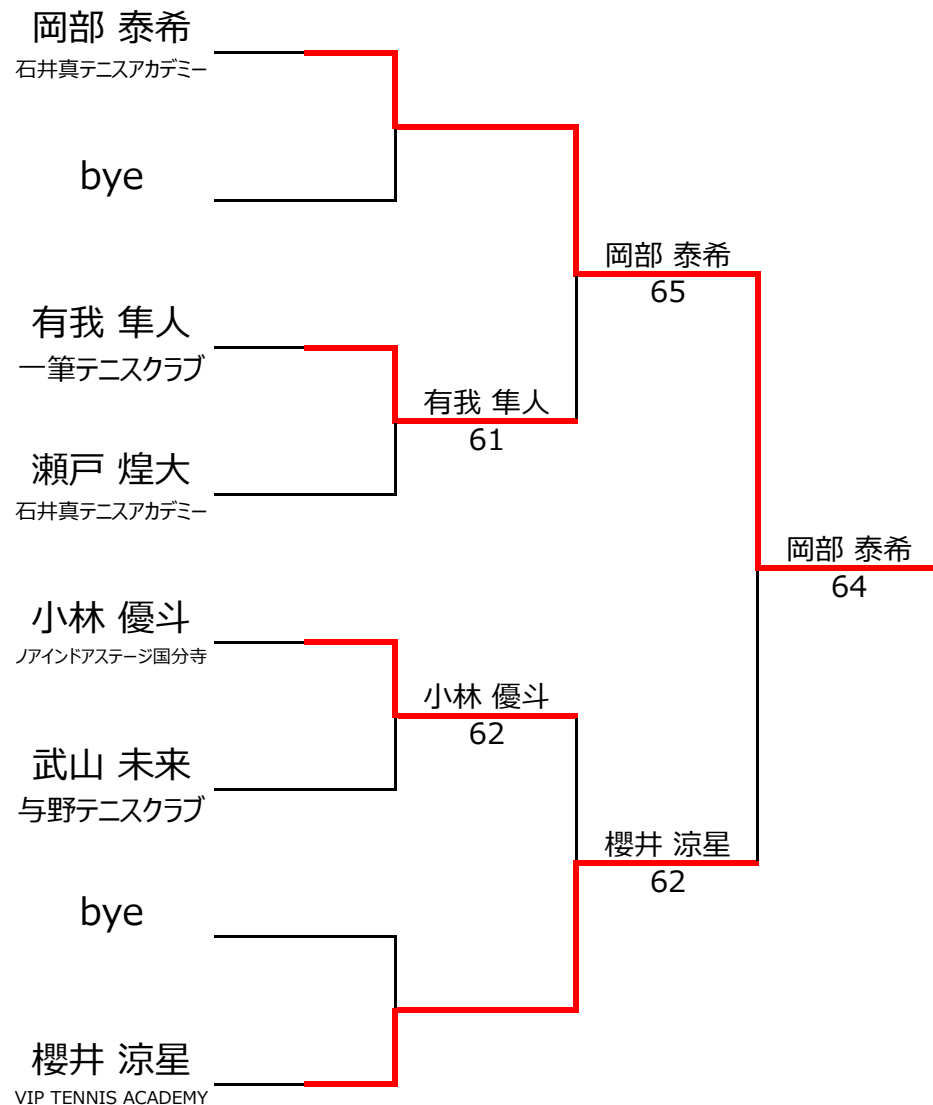 岡部 泰希
石井真テニスアカデミー
bye
岡部 泰希
65
有我 隼人
一筆テニスクラブ
有我 隼人
61
瀬戸 煌大
石井真テニスアカデミー
岡部 泰希
64
小林 優斗
ノアインドアステージ国分寺
小林 優斗
62
武山 未来
与野テニスクラブ
櫻井 涼星
62
bye
櫻井 涼星
VIP TENNIS ACADEMY